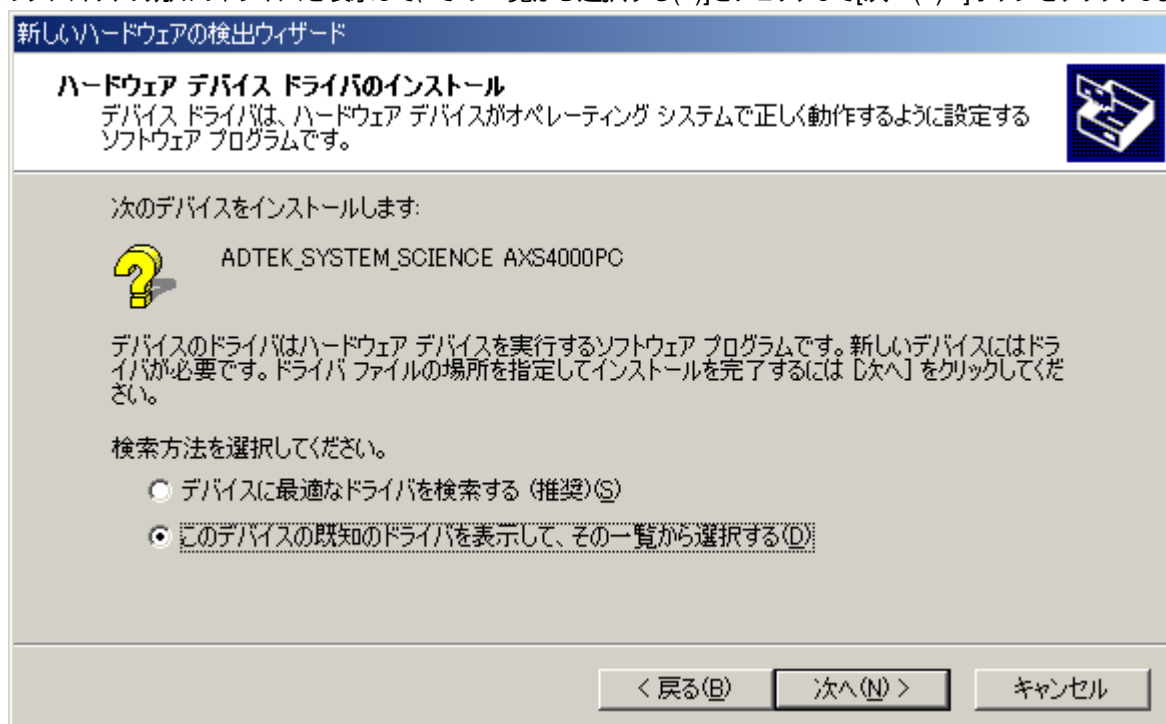 新しいハードウェアの検出ウィザード
ハードウェア デバイス ドライバのインストール
デバイス ドライバは、ハードウェア デバイスがオペレーティング システムで正しく動作するように設定する
ソフトウェア プログラムです。
次のデバイスをインストールします:
ADTEK_SYSTEM_SCIENCE AXS4000PC
デバイスのドライバはハードウェア デバイスを実行するソフトウェア プログラムです。新しいデバイスにはドラ
イバが必要です。ドライバ ファイルの場所を指定してインストールを完了するには [次へ] をクリックしてくだ
さい。
検索方法を選択してください。
デバイスに最適なドライバを検索する (推奨)(S)
このデバイスの既知のドライバを表示して、その一覧から選択する(D)
< 戻る(B)
次へ(N) >
キャンセル